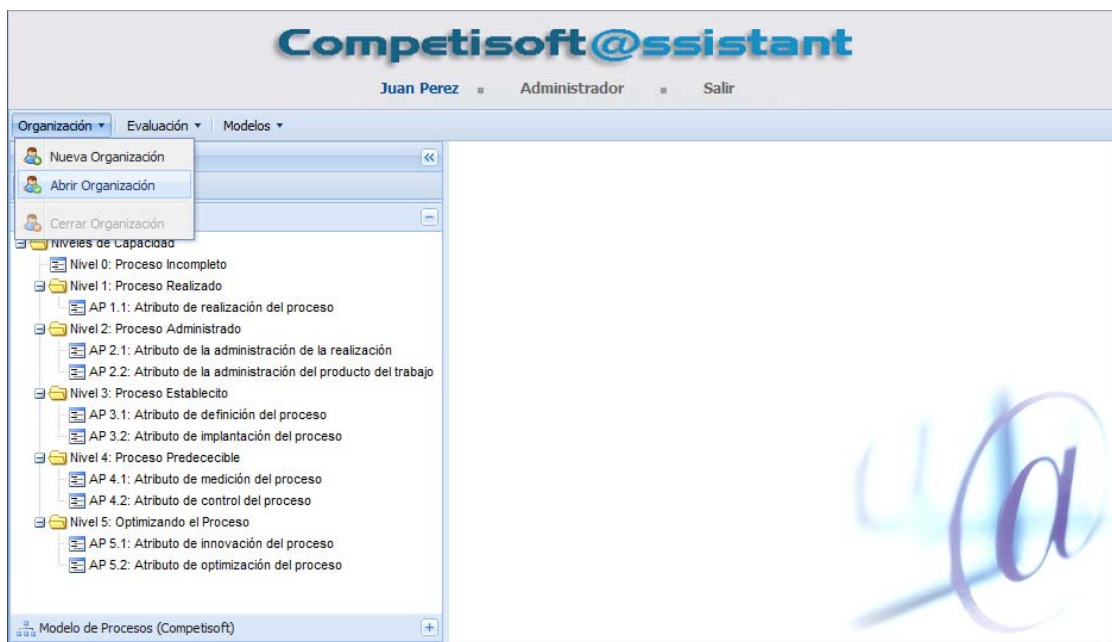 Competisoft@ssistant
Juan Perez Administrador Salir
Organización Evaluación Modelos
Nueva Organización
Abrir Organización
Cerrar Organización
Niveles de Capacidad
Nivel 0: Proceso Incompleto
Nivel 1: Proceso Realizado
AP 1.1: Atributo de realización del proceso
Nivel 2: Proceso Administrado
AP 2.1: Atributo de la administración de la realización
AP 2.2: Atributo de la administración del producto del trabajo
Nivel 3: Proceso Establecito
AP 3.1: Atributo de definición del proceso
AP 3.2: Atributo de implantación del proceso
Nivel 4: Proceso Predececible
AP 4.1: Atributo de medición del proceso
AP 4.2: Atributo de control del proceso
Nivel 5: Optimizando el Proceso
AP 5.1: Atributo de innovación del proceso
AP 5.2: Atributo de optimización del proceso
Modelo de Procesos (Competisoft)
@